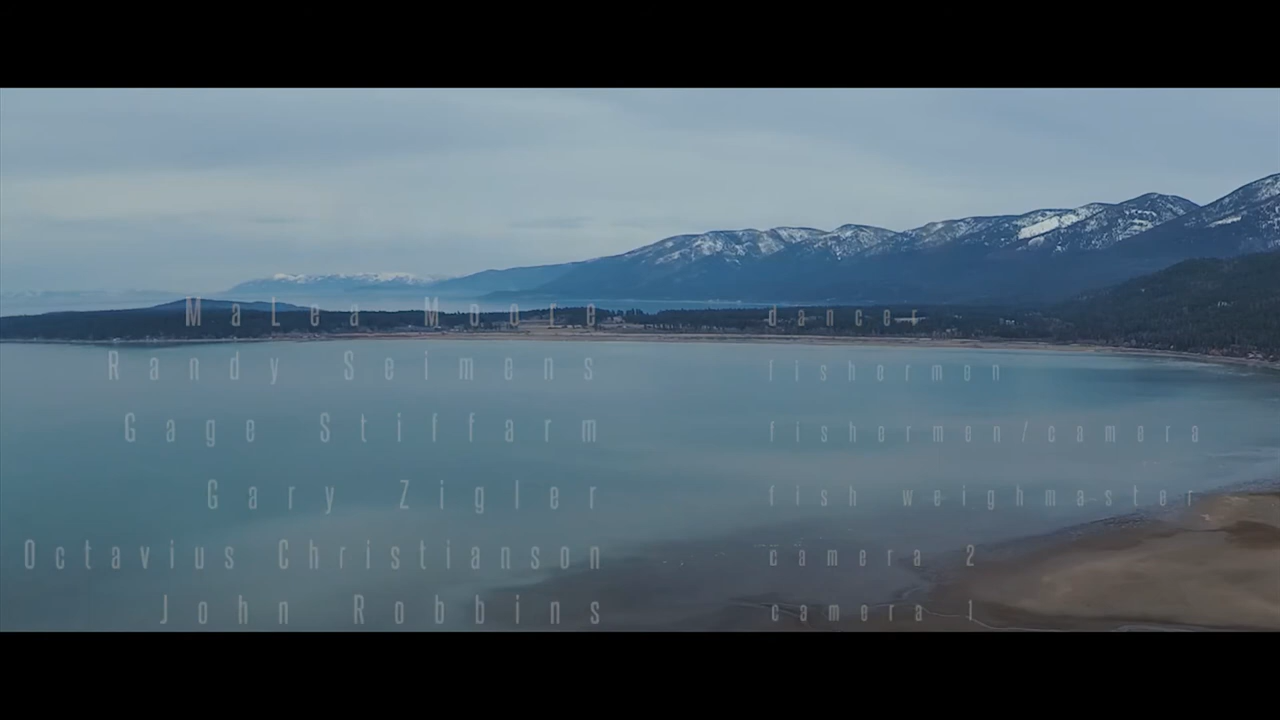 MaLea Moore dancer
Randy Seimens fishermen
Gage Stiffarm fishermen/camera
Gary Zigler fish weighmaster
Octavius Christianson camera 2
John Robbins camera 1